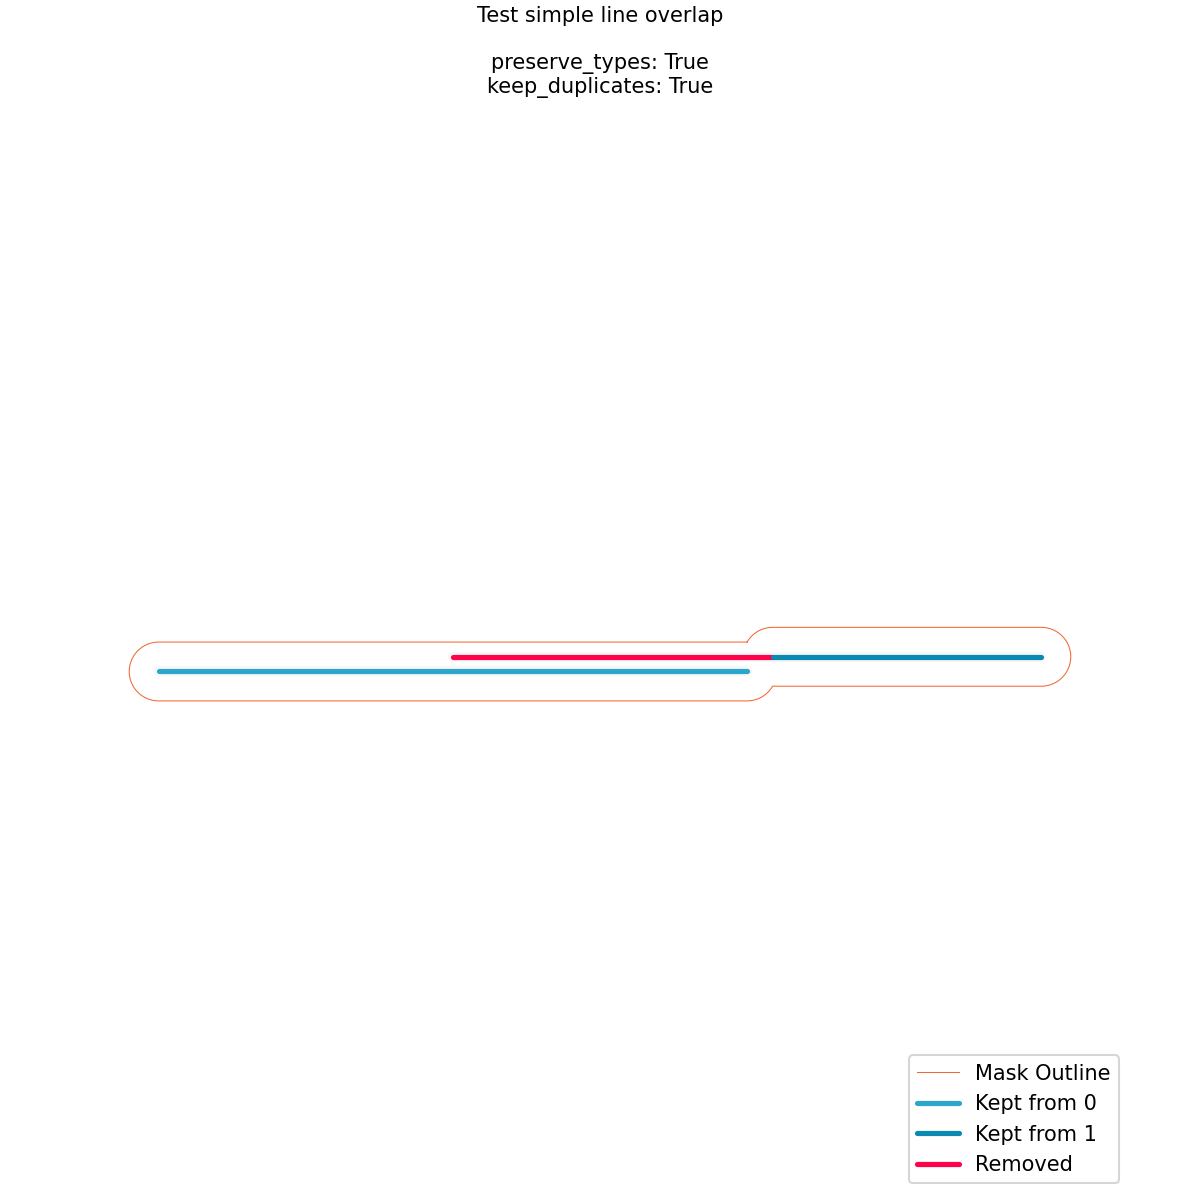 Test simple line overlap
preserve_types: True
keep_duplicates: True
Mask Outline
Kept from 0
Kept from 1
Removed